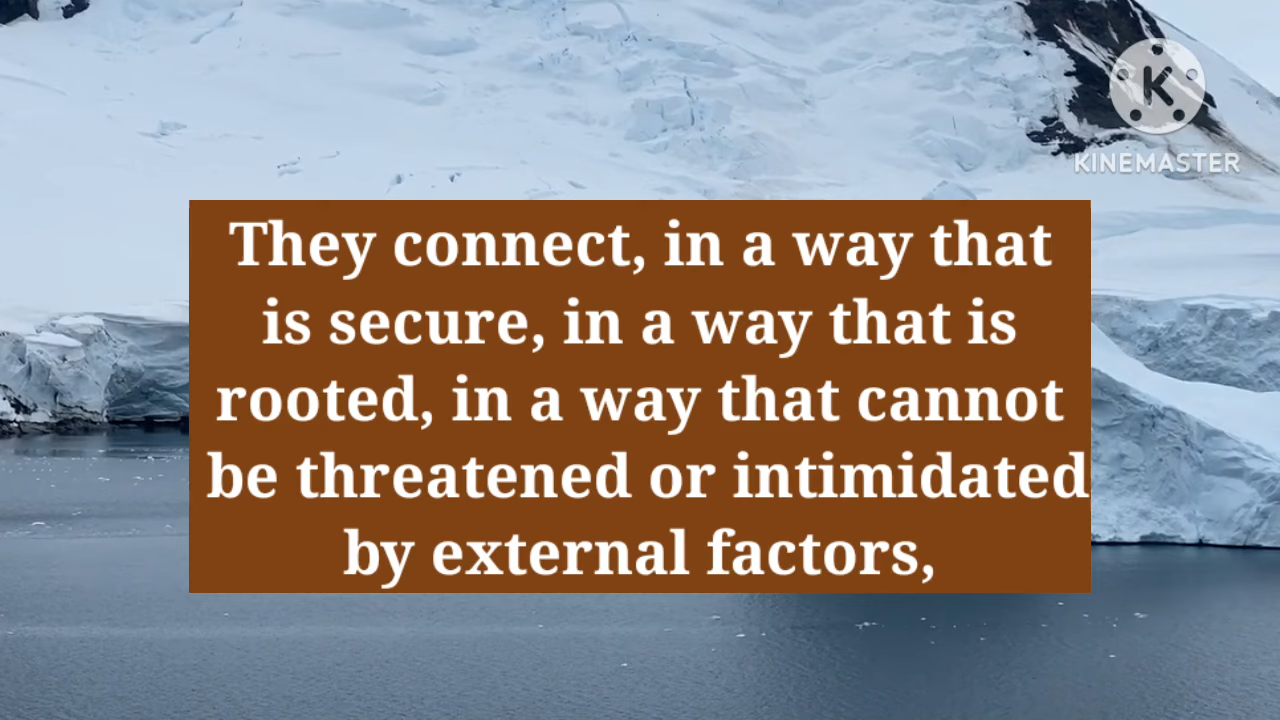 K
KINEMASTER
They connect, in a way that
is secure, in a way that is
rooted, in a way that cannot
be threatened or intimidated
by external factors,